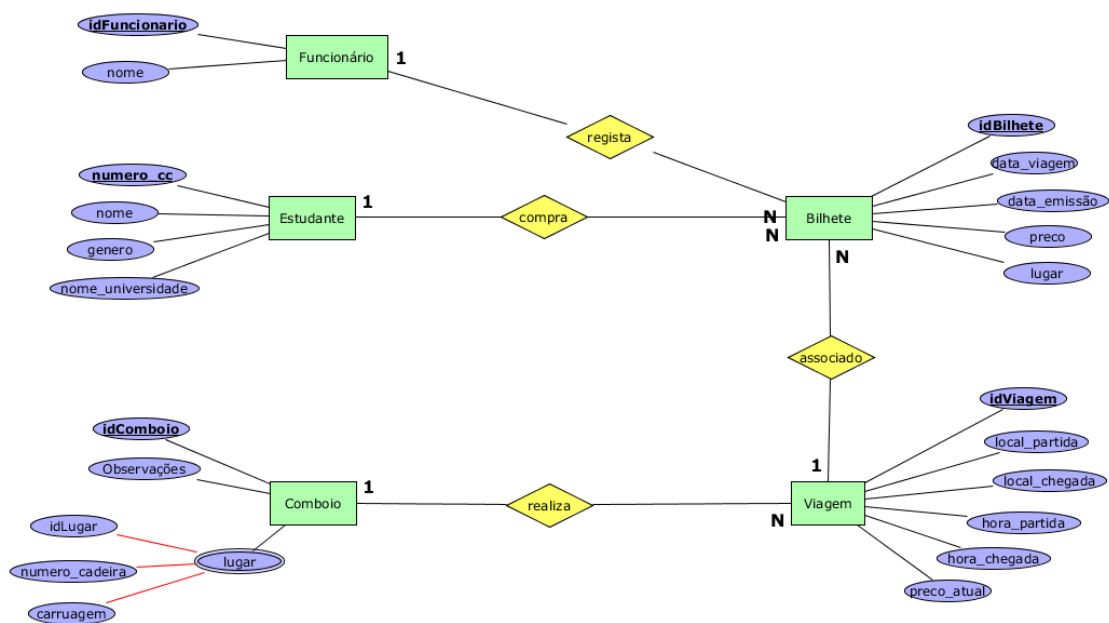 idFuncionario
nome
Funcionário
1
regista
idBilhete
data_viagem
data_emissão
preco
lugar
numero_cc
nome
genero
nome_universidade
Estudante
1
compra
N
N
Bilhete
N
associado
idComboio
Observações
idLugar
numero_cadeira
carruagem
lugar
Comboio
1
realiza
1
N
Viagem
idViagem
local_partida
local_chegada
hora_partida
hora_chegada
preco_atual